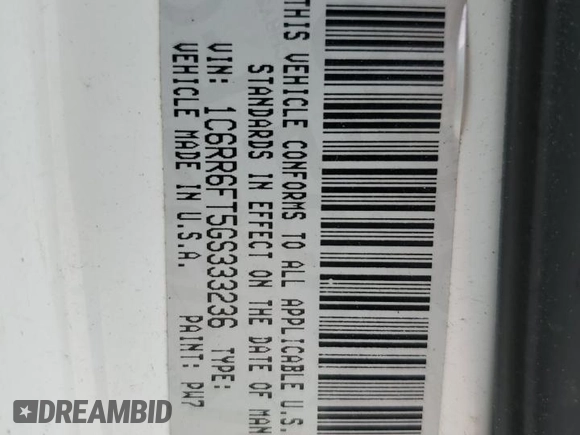 THIS VEHICLE CONFORMS TO ALL APPLICABLE U.S.
STANDARDS IN EFFECT ON THE DATE OF MAN
VIN: 1C6RR6FT5GS333236 TYPE:
VEHICLE MADE IN U.S.A. PAINT: PW7
DREAMBID